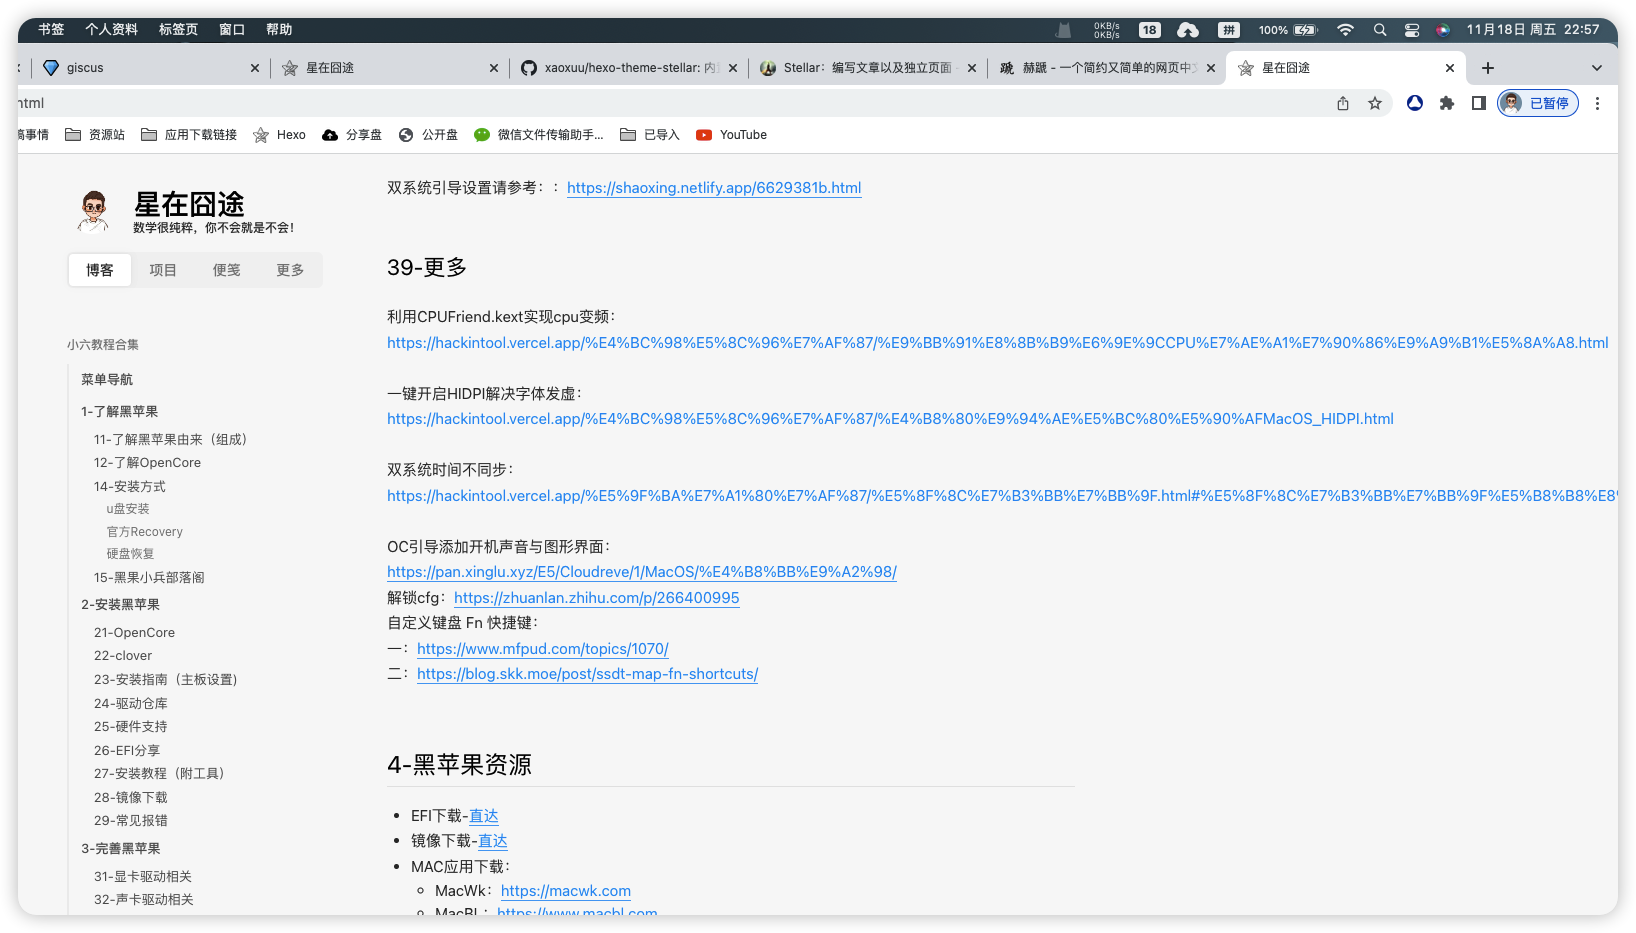 书签 个人资料 标签页 窗口 帮助 0KB/s 0KB/s 18 拼 100% 11月18日 周五 22:57
giscus 星在囧途 xaoxuu/hexo-theme-stellar: 内 Stellar：编写文章以及独立页面 - 赫蹏 - 一个简约又简单的网页中文 星在囧途
html 已暂停
搞事情 资源站 应用下载链接 Hexo 分享盘 公开盘 微信文件传输助手... 已导入 YouTube
星在囧途
数学很纯粹，你不会就是不会！
博客 项目 便笺 更多
小六教程合集
菜单导航
1-了解黑苹果
11-了解黑苹果由来（组成）
12-了解OpenCore
14-安装方式
u盘安装
官方Recovery
硬盘恢复
15-黑果小兵部落阁
2-安装黑苹果
21-OpenCore
22-clover
23-安装指南（主板设置）
24-驱动仓库
25-硬件支持
26-EFI分享
27-安装教程（附工具）
28-镜像下载
29-常见报错
3-完善黑苹果
31-显卡驱动相关
32-声卡驱动相关
双系统引导设置请参考：：https://shaoxing.netlify.app/6629381b.html
39-更多
利用CPUFriend.kext实现cpu变频：
https://hackintool.vercel.app/%E4%BC%98%E5%8C%96%E7%AF%87/%E9%BB%91%E8%8B%B9%E6%9E%9CCPU%E7%AE%A1%E7%90%86%E9%A9%B1%E5%8A%A8.html
一键开启HIDPI解决字体发虚：
https://hackintool.vercel.app/%E4%BC%98%E5%8C%96%E7%AF%87/%E4%B8%80%E9%94%AE%E5%BC%80%E5%90%AFMacOS_HIDPI.html
双系统时间不同步：
https://hackintool.vercel.app/%E5%9F%BA%E7%A1%80%E7%AF%87/%E5%8F%8C%E7%B3%BB%E7%BB%9F.html#%E5%8F%8C%E7%B3%BB%E7%BB%9F%E5%B8%B8%E8%
OC引导添加开机声音与图形界面：
https://pan.xinglu.xyz/E5/Cloudreve/1/MacOS/%E4%B8%BB%E9%A2%98/
解锁cfg：https://zhuanlan.zhihu.com/p/266400995
自定义键盘 Fn 快捷键：
一：https://www.mfpud.com/topics/1070/
二：https://blog.skk.moe/post/ssdt-map-fn-shortcuts/
4-黑苹果资源
EFI下载-直达
镜像下载-直达
MAC应用下载：
MacWk：https://macwk.com
MacBL：https://www.macbl.com